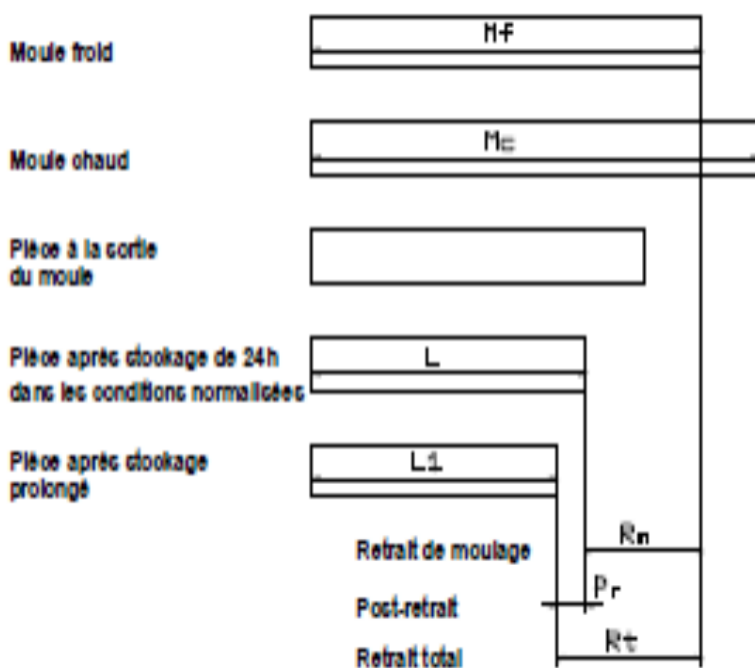 Moule froid
Mf
Moule chaud
Mc
Pièce à la sortie
du moule
Pièce après stockage de 24h
dans les conditions normalisées
L
Pièce après stockage
prolongé
L1
Retrait de moulage
Rm
Post-retrait
Pr
Retrait total
Rt